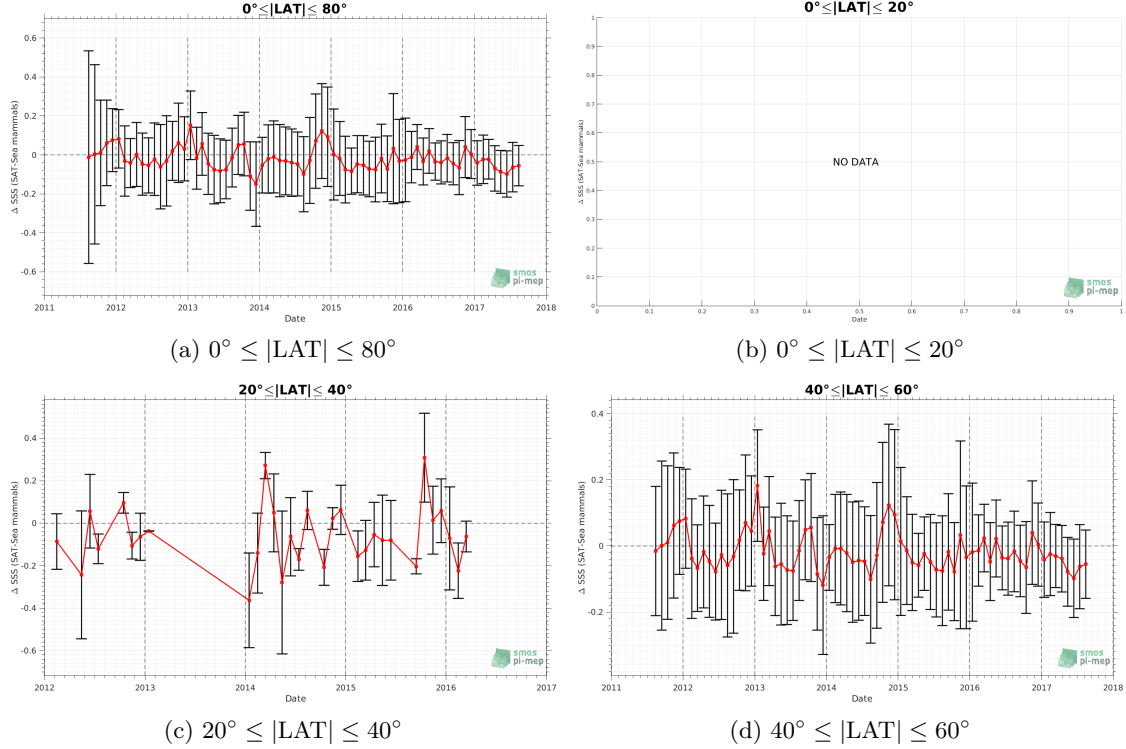 0°≤|LAT|≤ 80°
Δ SSS (SAT-Sea mammals)
0.6
0.4
0.2
0
-0.2
-0.4
-0.6
2011 2012 2013 2014 2015 2016 2017 2018
Date
smos
pi-mep
(a) 0° ≤ |LAT| ≤ 80°
0°≤|LAT|≤ 20°
Δ SSS (SAT-Sea mammals)
1
0.9
0.8
0.7
0.6
0.5
0.4
0.3
0.2
0.1
0
NO DATA
0 0.1 0.2 0.3 0.4 0.5 0.6 0.7 0.8 0.9 1
Date
smos
pi-mep
(b) 0° ≤ |LAT| ≤ 20°
20°≤|LAT|≤ 40°
Δ SSS (SAT-Sea mammals)
0.4
0.2
0
-0.2
-0.4
-0.6
2012 2013 2014 2015 2016 2017
Date
smos
pi-mep
(c) 20° ≤ |LAT| ≤ 40°
40°≤|LAT|≤ 60°
Δ SSS (SAT-Sea mammals)
0.4
0.2
0
-0.2
2011 2012 2013 2014 2015 2016 2017 2018
Date
smos
pi-mep
(d) 40° ≤ |LAT| ≤ 60°